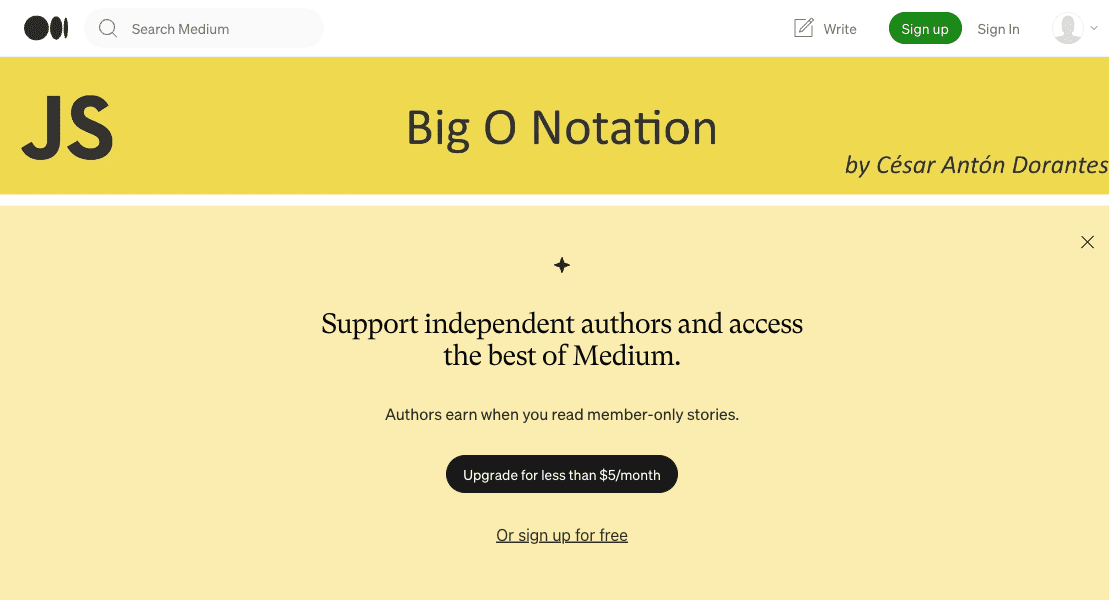 Search Medium
Write
Sign up
Sign In
JS
Big O Notation
by César Antón Dorantes
Support independent authors and access
the best of Medium.
Authors earn when you read member-only stories.
Upgrade for less than $5/month
Or sign up for free